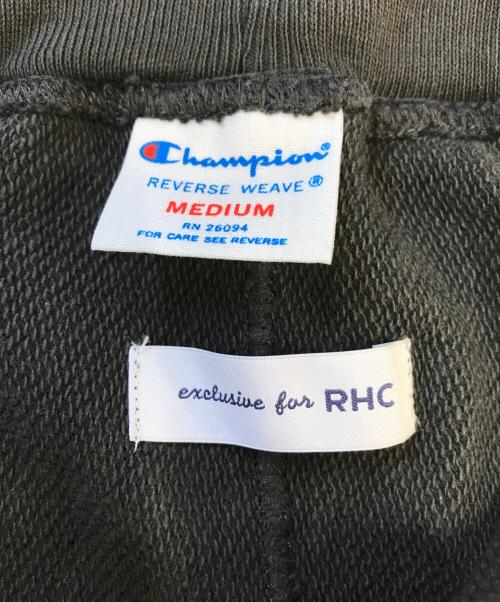 Champion®
REVERSE WEAVE®
MEDIUM
RN 26094
FOR CARE SEE REVERSE
exclusive for RHC